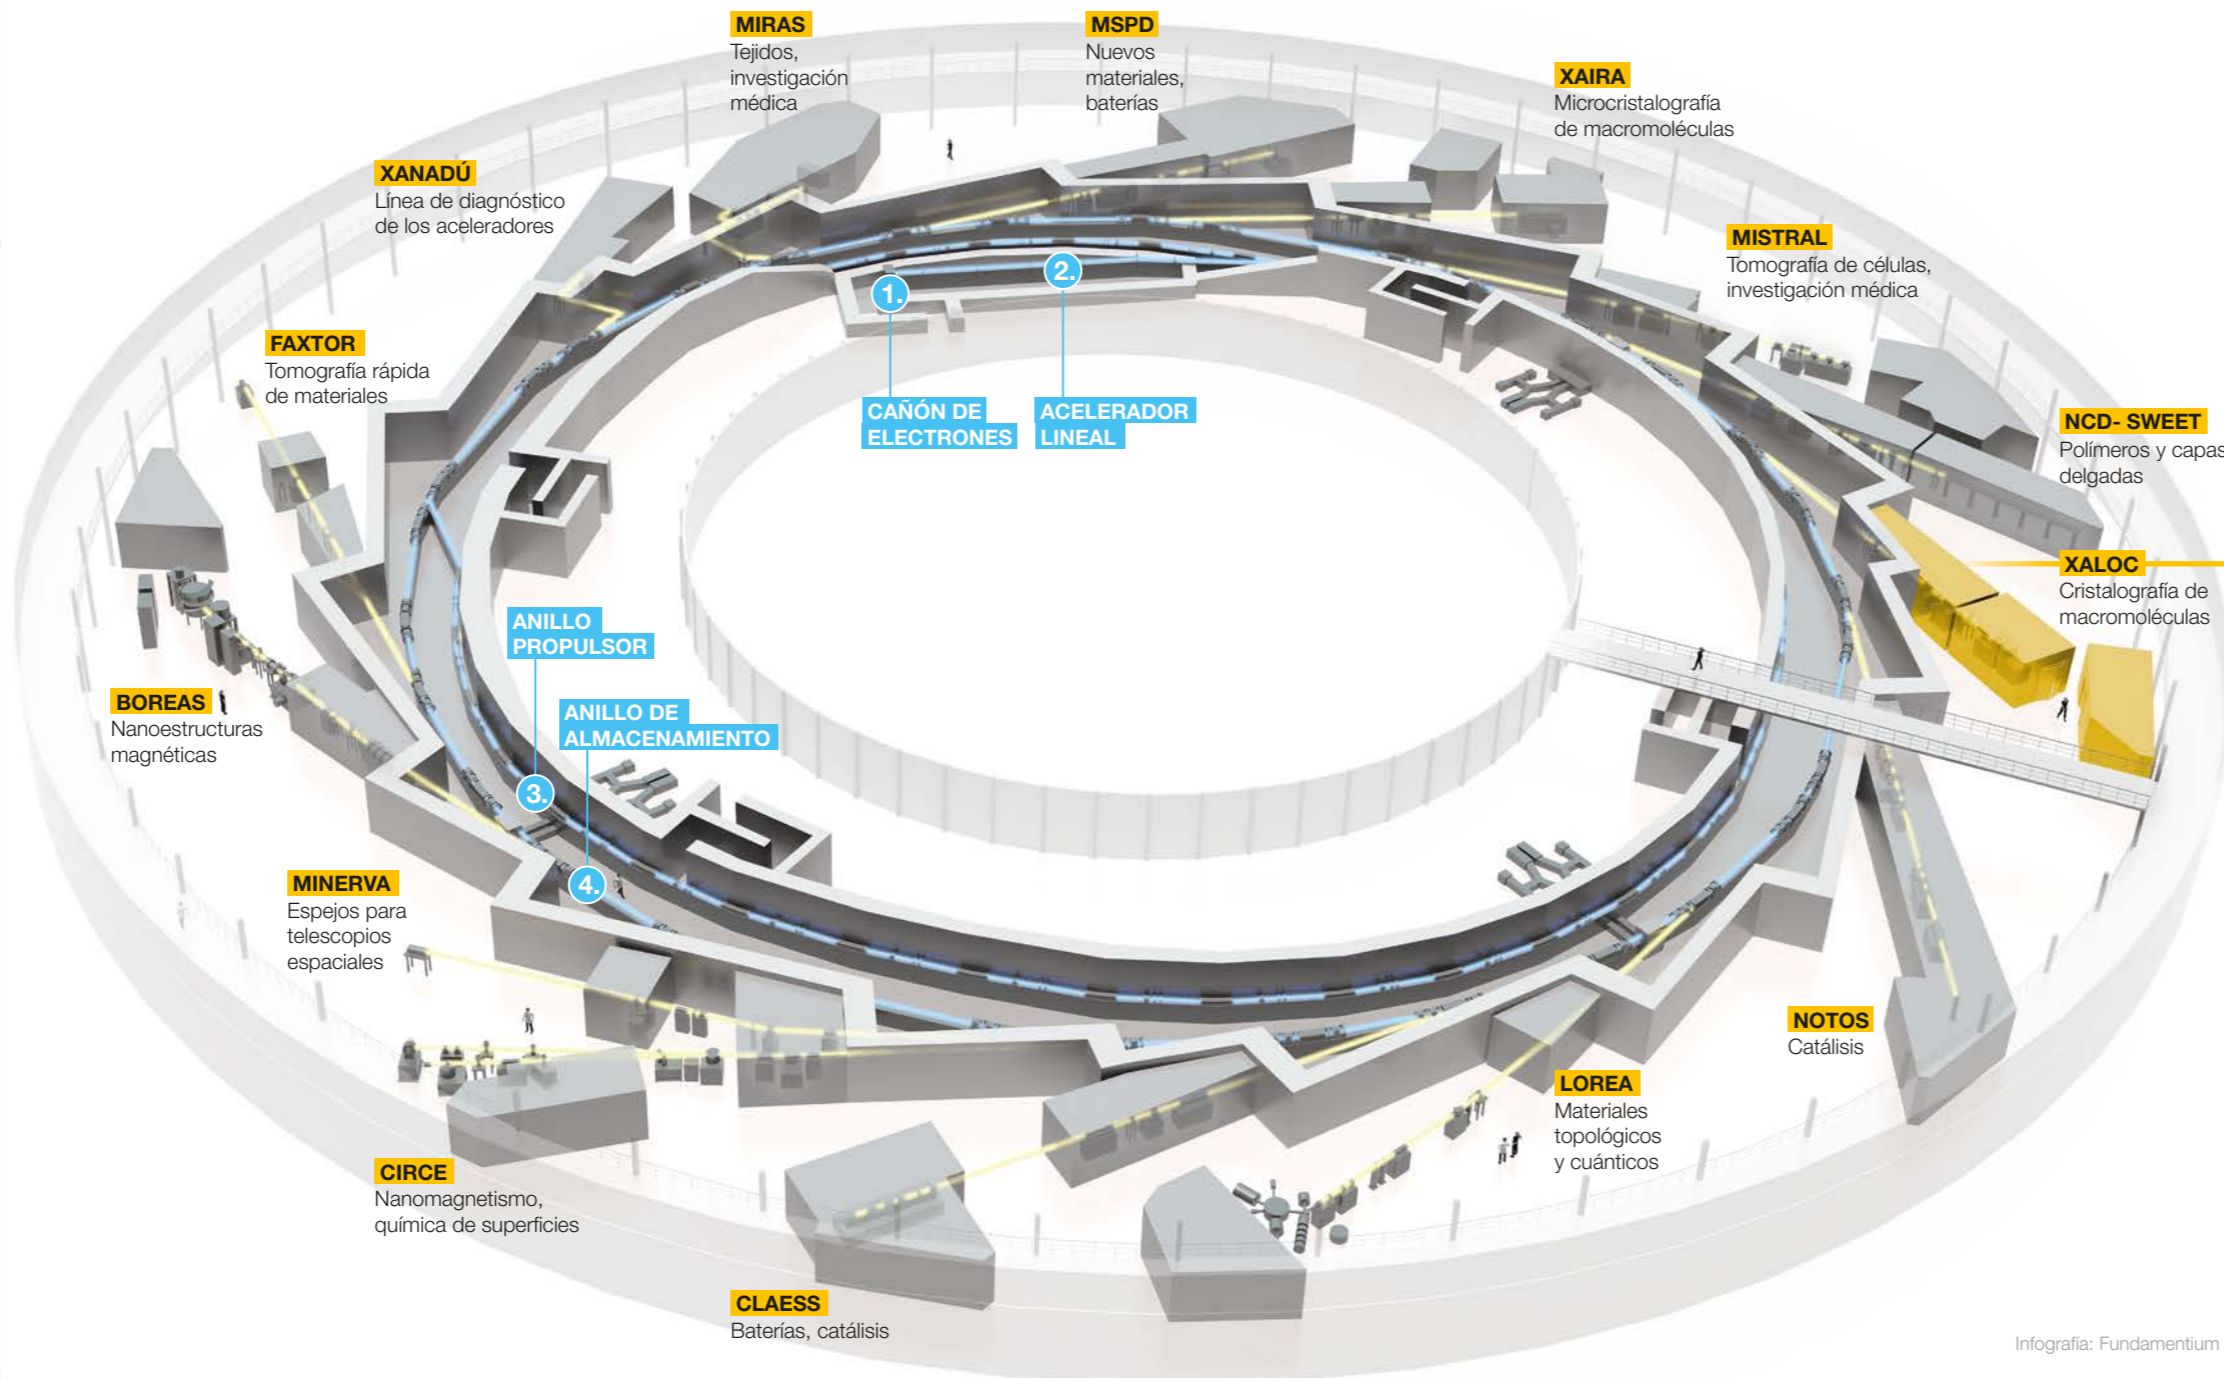 MIRAS
Tejidos,
investigación
médica
MSPD
Nuevos
materiales,
baterías
XAIRA
Microcristalografía
de macromoléculas
XANADÚ
Línea de diagnóstico
de los aceleradores
MISTRAL
Tomografía de células,
investigación médica
FAXTOR
Tomografía rápida
de materiales
1.
2.
CAÑÓN DE
ELECTRONES
ACELERADOR
LINEAL
NCD- SWEET
Polímeros y capas
delgadas
XALOC
Cristalografía de
macromoléculas
ANILLO
PROPULSOR
ANILLO DE
ALMACENAMIENTO
3.
4.
BOREAS
Nanoestructuras
magnéticas
MINERVA
Espejos para
telescopios
espaciales
NOTOS
Catálisis
LOREA
Materiales
topológicos
y cuánticos
CIRCE
Nanomagnetismo,
química de superficies
CLAESS
Baterías, catálisis
Infografía: Fundamentium